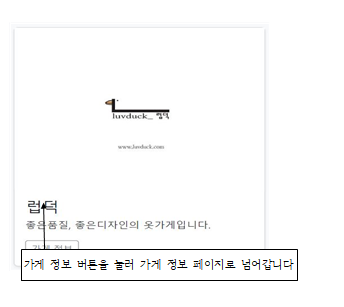 luvduck_ 럽덕
www.luvduck.com
럽덕
좋은품질, 좋은디자인의 옷가게입니다.
가게 정보
가게 정보 버튼을 눌러 가게 정보 페이지로 넘어갑니다